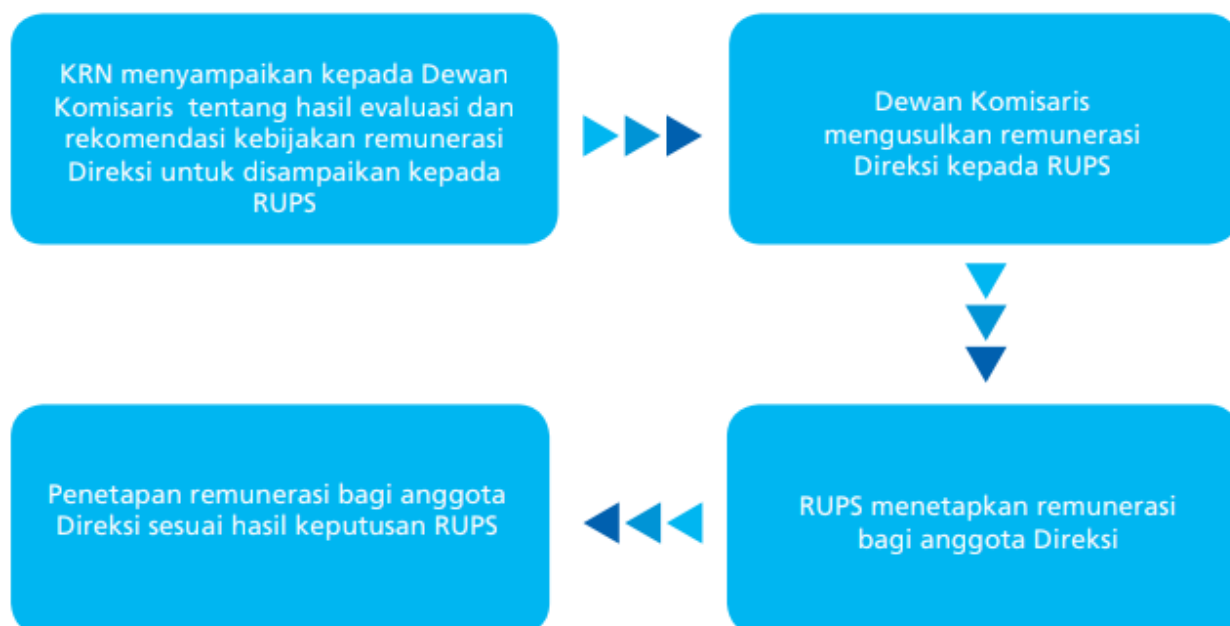 KRN menyampaikan kepada Dewan
Komisaris tentang hasil evaluasi dan
rekomendasi kebijakan remunerasi
Direksi untuk disampaikan kepada
RUPS
Dewan Komisaris
mengusulkan remunerasi
Direksi kepada RUPS
RUPS menetapkan remunerasi
bagi anggota Direksi
Penetapan remunerasi bagi anggota
Direksi sesuai hasil keputusan RUPS